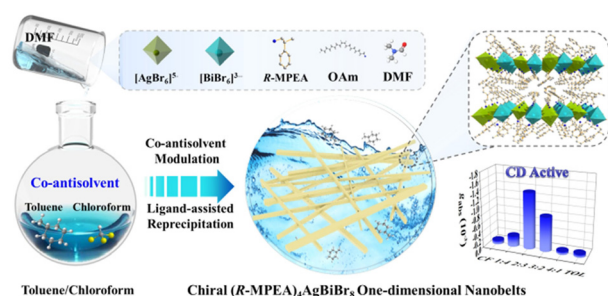 DMF
[AgBr₆]⁵⁻
[BiBr₆]³⁻
R-MPEA
OAm
DMF
Co-antisolvent
Toluene Chloroform
Toluene/Chloroform
Co-antisolvent
Modulation
Ligand-assisted
Reprecipitation
CD Active
CF 1:4 2:3 3:2 4:1 TOL
Chiral (R-MPEA)₄AgBiBr₈ One-dimensional Nanobelts